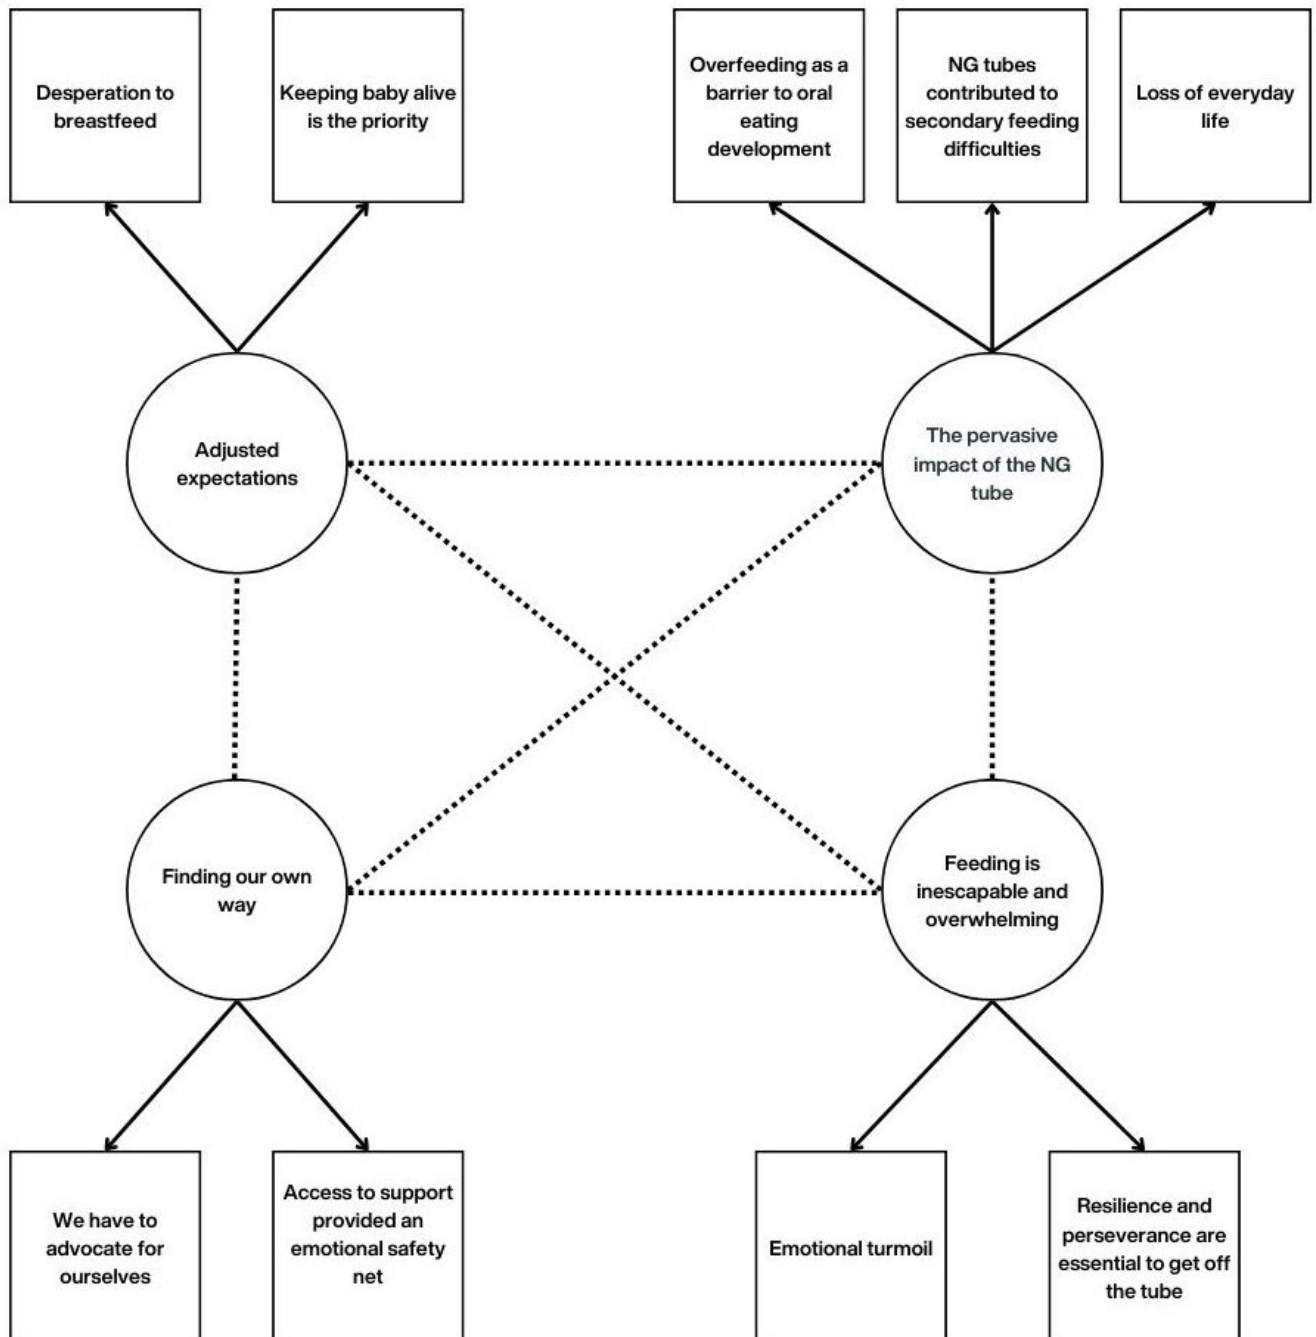 Desperation to
breastfeed
Keeping baby alive
is the priority
Overfeeding as a
barrier to oral
eating
development
NG tubes
contributed to
secondary feeding
difficulties
Loss of everyday
life
Adjusted
expectations
The pervasive
impact of the NG
tube
Finding our own
way
Feeding is
inescapable and
overwhelming
We have to
advocate for
ourselves
Access to support
provided an
emotional safety
net
Emotional turmoil
Resilience and
perseverance are
essential to get off
the tube